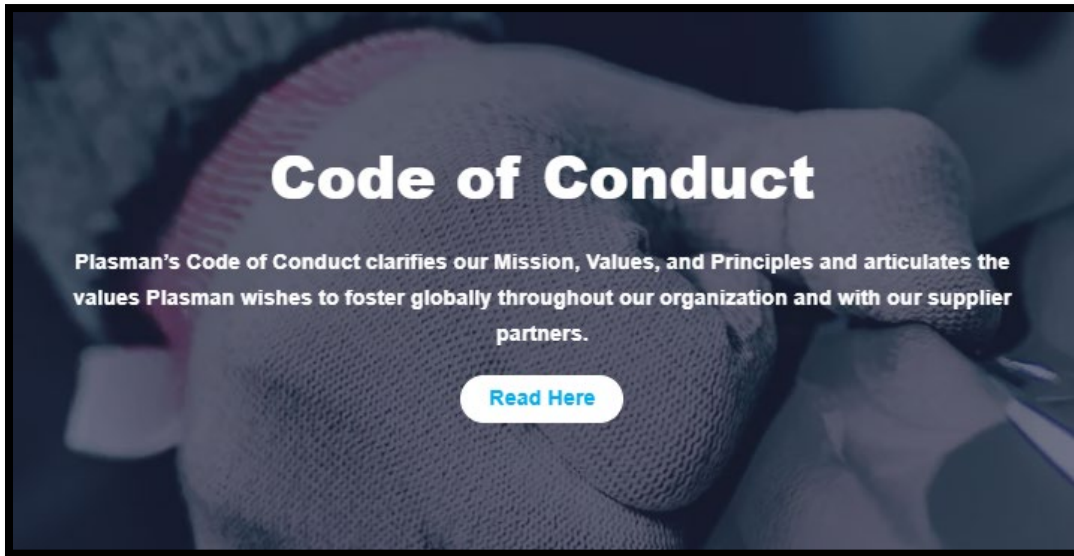 Code of Conduct
Plasman’s Code of Conduct clarifies our Mission, Values, and Principles and articulates the
values Plasman wishes to foster globally throughout our organization and with our supplier
partners.
Read Here